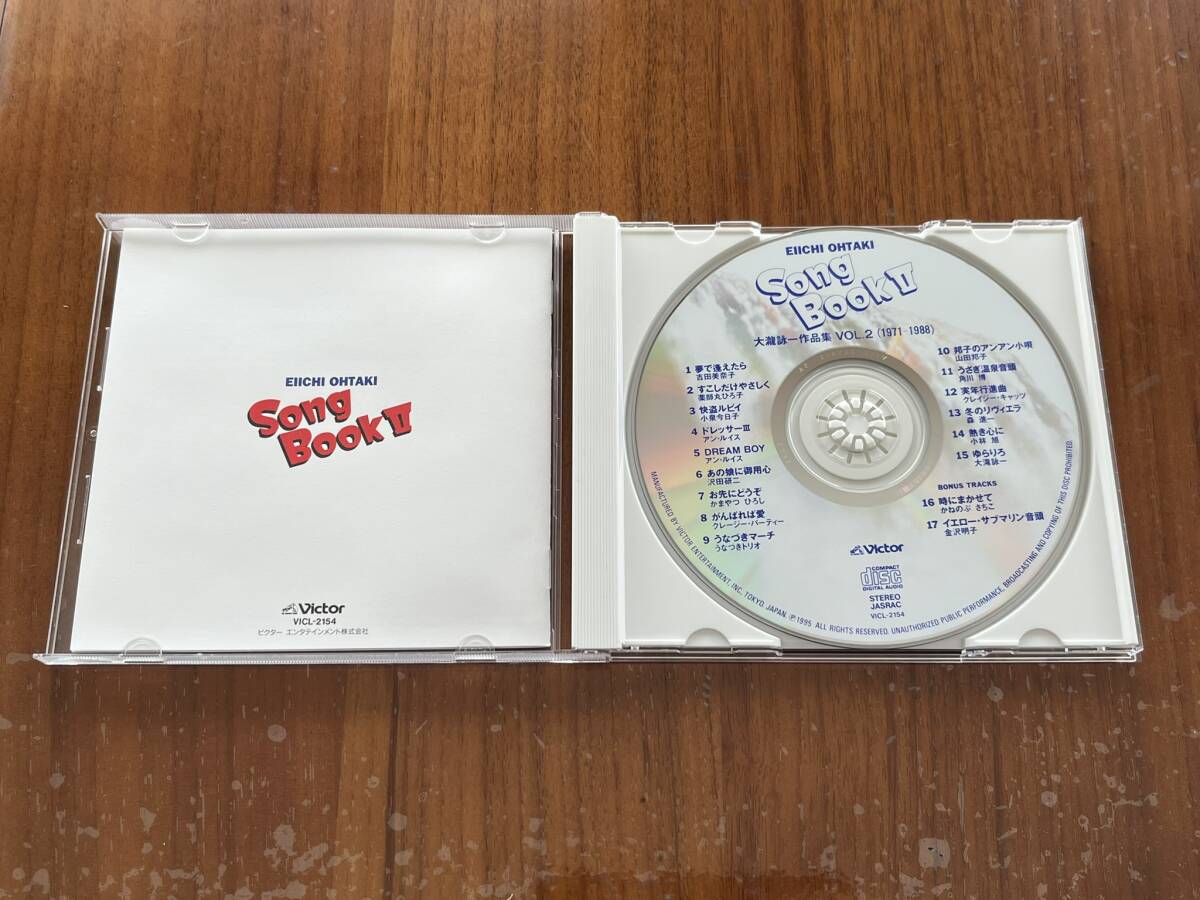 EIICHI OHTAKI
Song
Book II
Victor
VICL-2154
ビクター エンタテインメント株式会社
EIICHI OHTAKI
Song
Book II
大瀧詠一作品集 VOL.2 (1971-1988)
1 夢で逢えたら
吉田美奈子
2 すこしだけやさしく
薬師丸ひろ子
3 快盗ルビイ
小泉今日子
4 ドレッサーⅢ
アン・ルイス
5 DREAM BOY
アン・ルイス
6 あの娘に御用心
沢田研二
7 お先にどうぞ
かまやつ ひろし
8 がんばれば愛
クレージー・パーティー
9 うなづきマーチ
うなづきトリオ
10 邦子のアンアン小唄
山田邦子
11 うさぎ温泉音頭
角川 博
12 実年行進曲
クレイジー・キャッツ
13 冬のリヴィエラ
森 進一
14 熱き心に
小林 旭
15 ゆらりろ
大滝詠一
BONUS TRACKS
16 時にまかせて
かねのぶ さちこ
17 イエロー・サブマリン音頭
金沢明子
Victor
COMPACT
disc
DIGITAL AUDIO
STEREO
JASRAC
VICL-2154
MANUFACTURED BY VICTOR ENTERTAINMENT, INC. TOKYO, JAPAN. ℗1995 ALL RIGHTS RESERVED. UNAUTHORIZED PUBLIC PERFORMANCE, BROADCASTING AND COPYING OF THIS DISC PROHIBITED.